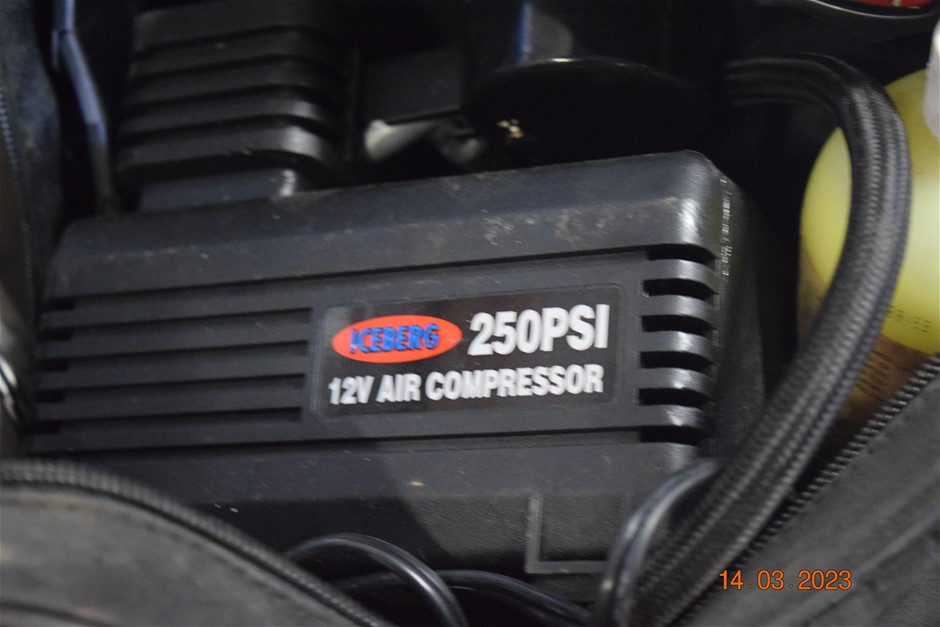 ICEBERG 250PSI
12V AIR COMPRESSOR
14.03.2023